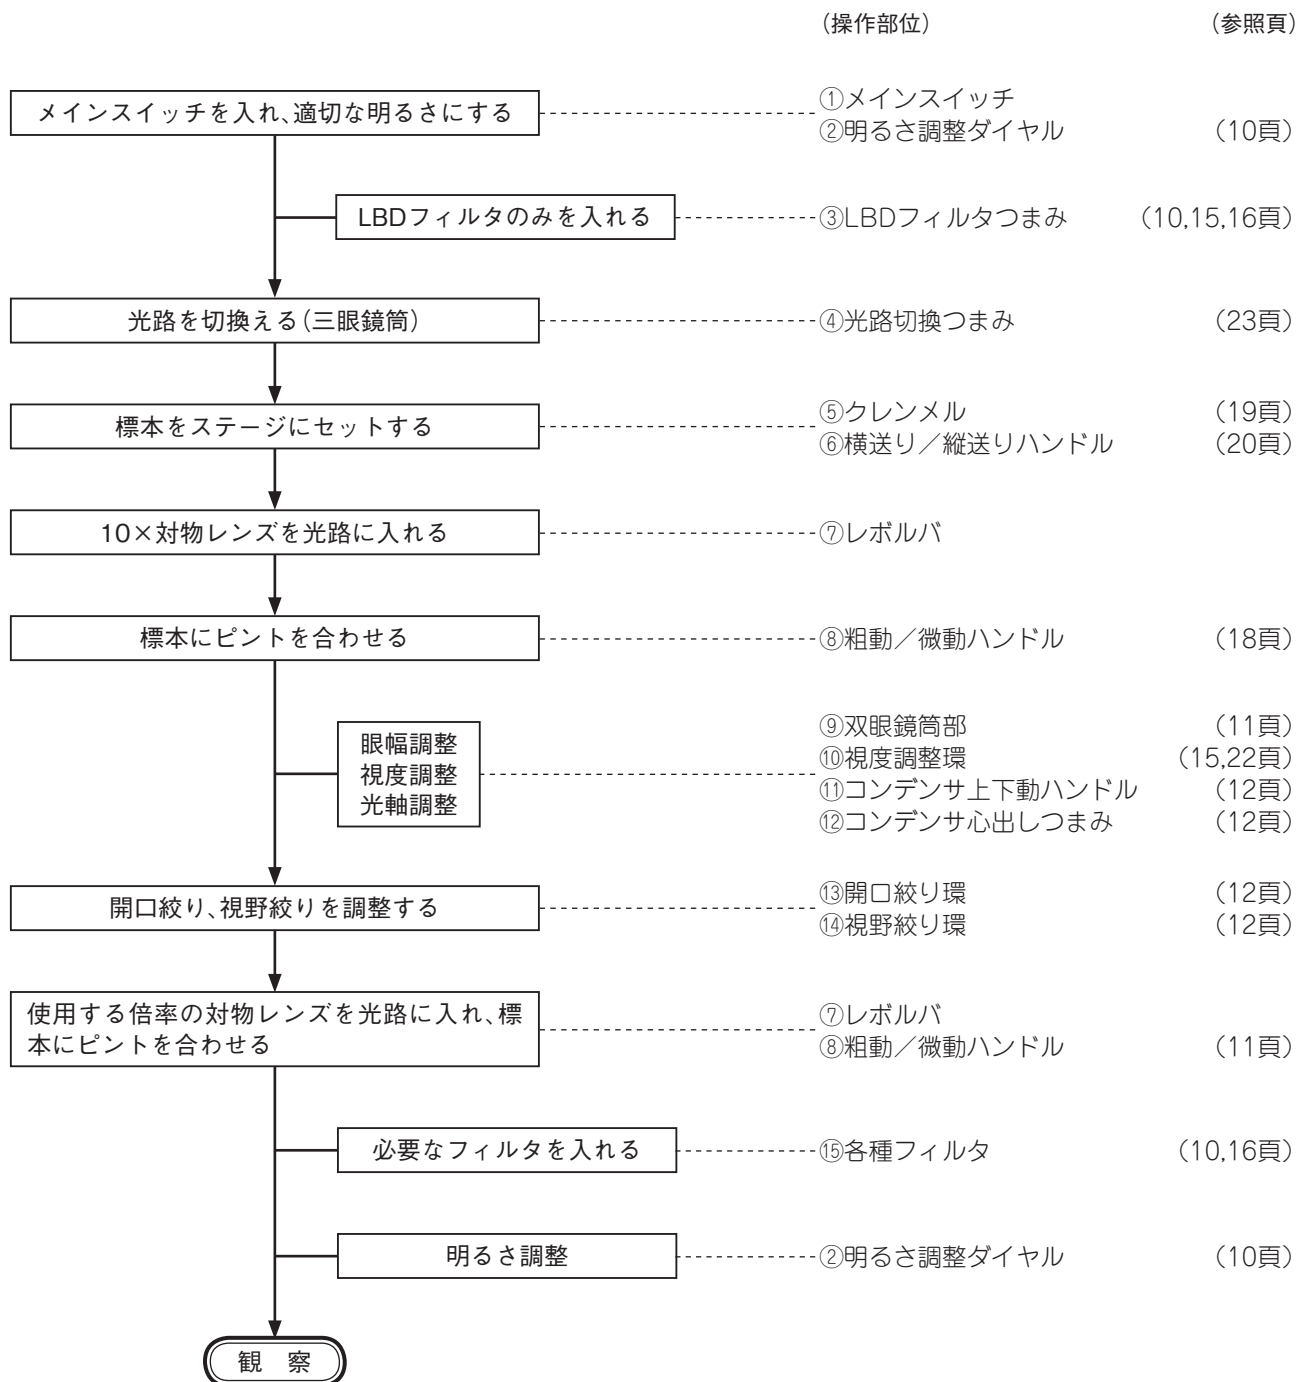 （操作部位） （参照頁）
メインスイッチを入れ、適切な明るさにする ①メインスイッチ
②明るさ調整ダイヤル （10頁）
LBDフィルタのみを入れる ③LBDフィルタつまみ （10,15,16頁）
光路を切換える（三眼鏡筒） ④光路切換つまみ （23頁）
標本をステージにセットする ⑤クレンメル （19頁）
⑥横送り／縦送りハンドル （20頁）
10×対物レンズを光路に入れる ⑦レボルバ
標本にピントを合わせる ⑧粗動／微動ハンドル （18頁）
眼幅調整 ⑨双眼鏡筒部 （11頁）
視度調整 ⑩視度調整環 （15,22頁）
光軸調整 ⑪コンデンサ上下動ハンドル （12頁）
⑫コンデンサ心出しつまみ （12頁）
開口絞り、視野絞りを調整する ⑬開口絞り環 （12頁）
⑭視野絞り環 （12頁）
使用する倍率の対物レンズを光路に入れ、標 ⑦レボルバ
本にピントを合わせる ⑧粗動／微動ハンドル （11頁）
必要なフィルタを入れる ⑮各種フィルタ （10,16頁）
明るさ調整 ②明るさ調整ダイヤル （10頁）
観　察